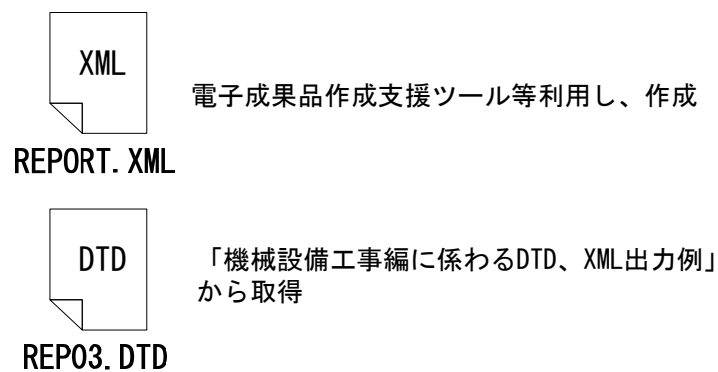 XML
電子成果品作成支援ツール等利用し、作成
REPORT.XML
DTD
「機械設備工事編に係わるDTD、XML出力例」
から取得
REP03.DTD